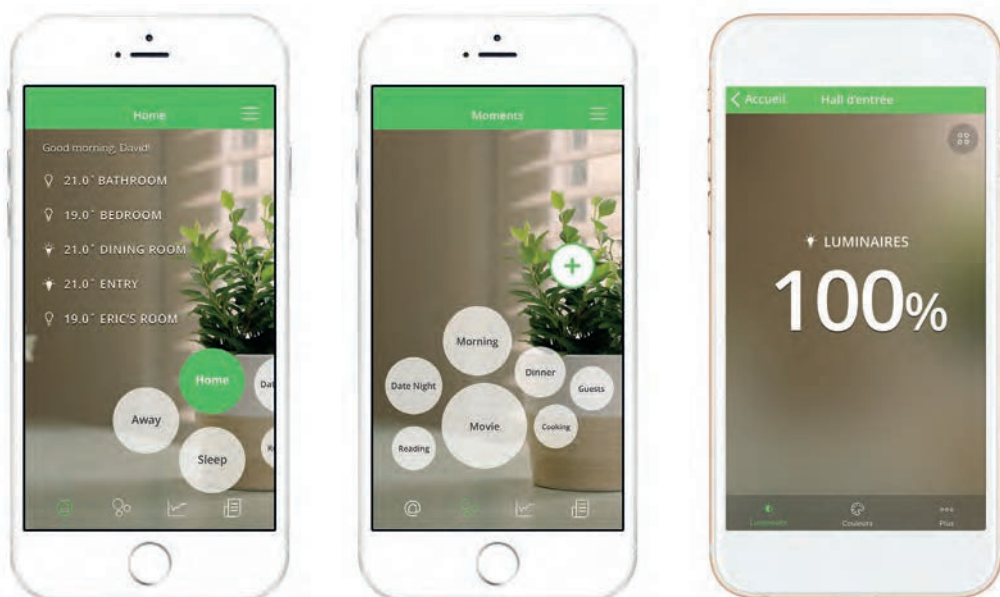 Home
Good morning, David!
21.0° BATHROOM
19.0° BEDROOM
21.0° DINING ROOM
21.0° ENTRY
19.0° ERIC'S ROOM
Home
Away
Sleep
Moments
Morning
Date Night
Dinner
Guests
Movie
Cooking
Reading
Accueil Hall d'entrée
LUMINAIRES
100%
Luminaires Couleurs Plus